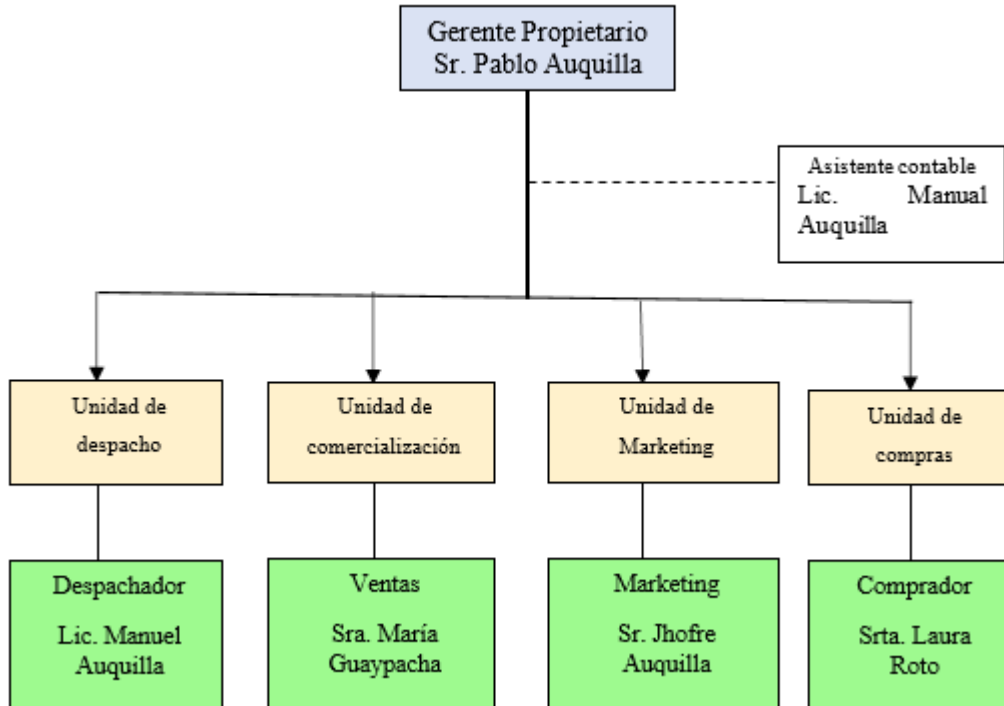 Gerente Propietario
Sr. Pablo Auquilla
Asistente contable
Lic. Manual
Auquilla
Unidad de
despacho
Unidad de
comercialización
Unidad de
Marketing
Unidad de
compras
Despachador
Lic. Manuel
Auquilla
Ventas
Sra. María
Guaypacha
Marketing
Sr. Jhofre
Auquilla
Comprador
Srta. Laura
Roto